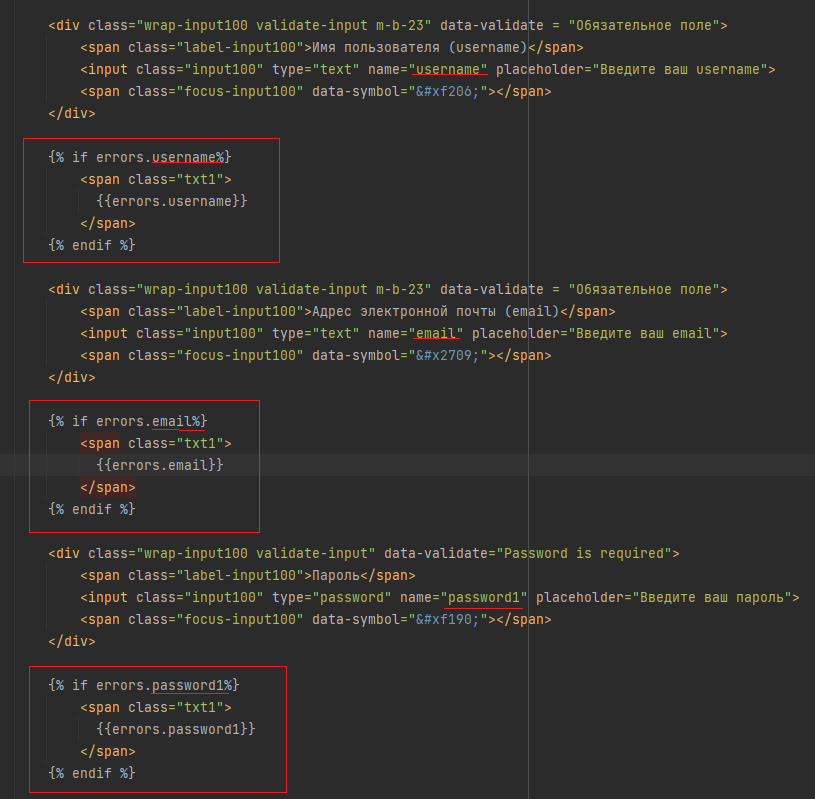 <div class="wrap-input100 validate-input m-b-23" data-validate = "Обязательное поле">
<span class="label-input100">Имя пользователя (username)</span>
<input class="input100" type="text" name="username" placeholder="Введите ваш username">
<span class="focus-input100" data-symbol="&#xf206;"></span>
</div>
{% if errors.username%}
<span class="txt1">
{{errors.username}}
</span>
{% endif %}
<div class="wrap-input100 validate-input m-b-23" data-validate = "Обязательное поле">
<span class="label-input100">Адрес электронной почты (email)</span>
<input class="input100" type="text" name="email" placeholder="Введите ваш email">
<span class="focus-input100" data-symbol="&#x2709;"></span>
</div>
{% if errors.email%}
<span class="txt1">
{{errors.email}}
</span>
{% endif %}
<div class="wrap-input100 validate-input" data-validate="Password is required">
<span class="label-input100">Пароль</span>
<input class="input100" type="password" name="password1" placeholder="Введите ваш пароль">
<span class="focus-input100" data-symbol="&#xf190;"></span>
</div>
{% if errors.password1%}
<span class="txt1">
{{errors.password1}}
</span>
{% endif %}